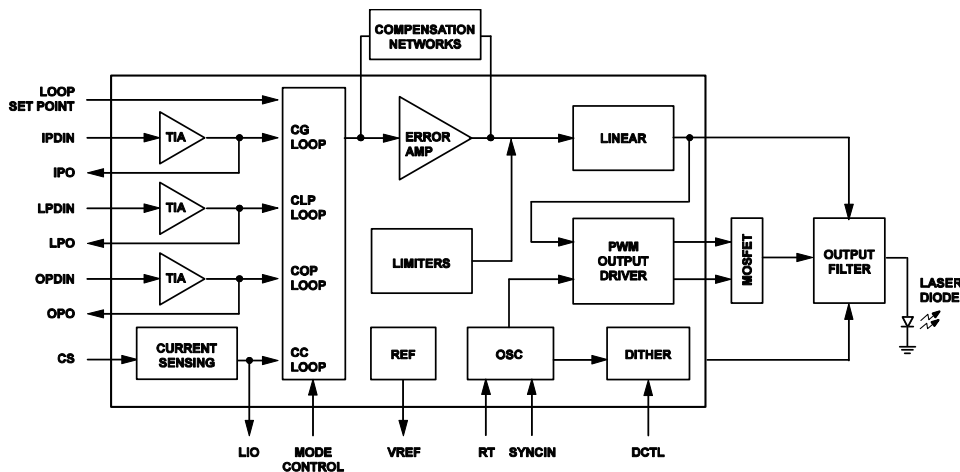 COMPENSATION
NETWORKS
LOOP
SET POINT
IPDIN
TIA
CG
LOOP
ERROR
AMP
LINEAR
IPO
LPDIN
TIA
CLP
LOOP
LPO
LIMITERS
PWM
OUTPUT
DRIVER
MOSFET
OUTPUT
FILTER
OPDIN
TIA
COP
LOOP
OPO
LASER
DIODE
CS
CURRENT
SENSING
CC
LOOP
REF
OSC
DITHER
LIO
MODE
CONTROL
VREF
RT
SYNCIN
DCTL